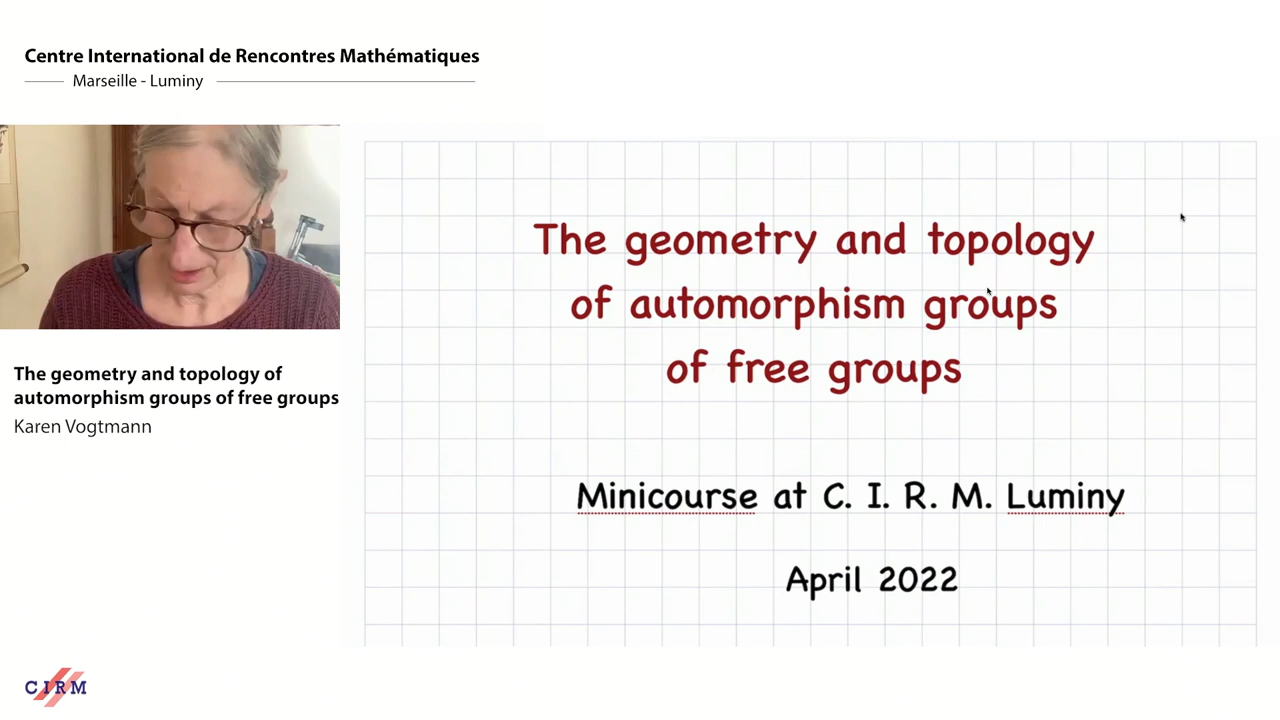 Centre International de Rencontres Mathématiques
Marseille - Luminy
The geometry and topology of
automorphism groups of free groups
Karen Vogtmann
The geometry and topology
of automorphism groups
of free groups
Minicourse at C. I. R. M. Luminy
April 2022
CIRM